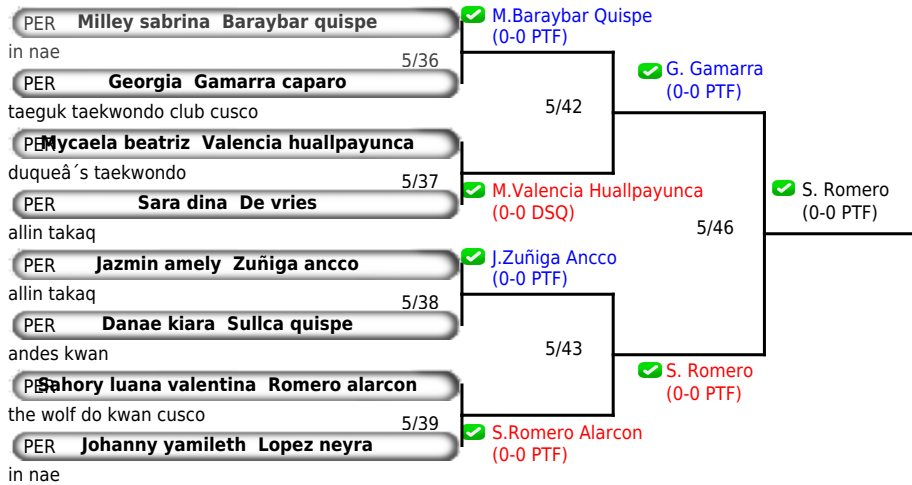 PER Milley sabrina Baraybar quispe
in nae
5/36
PER Georgia Gamarra caparo
taeguk taekwondo club cusco
PER Mycaela beatriz Valencia huallpayunca
duqueâ´s taekwondo
5/37
PER Sara dina De vries
allin takaq
PER Jazmin amely Zuñiga ancco
allin takaq
5/38
PER Danae kiara Sullca quispe
andes kwan
PER Sahory luana valentina Romero alarcon
the wolf do kwan cusco
5/39
PER Johanny yamileth Lopez neyra
in nae
M.Baraybar Quispe
(0-0 PTF)
5/42
M.Valencia Huallpayunca
(0-0 DSQ)
J.Zuñiga Ancco
(0-0 PTF)
5/43
S.Romero Alarcon
(0-0 PTF)
G. Gamarra
(0-0 PTF)
5/46
S. Romero
(0-0 PTF)
S. Romero
(0-0 PTF)